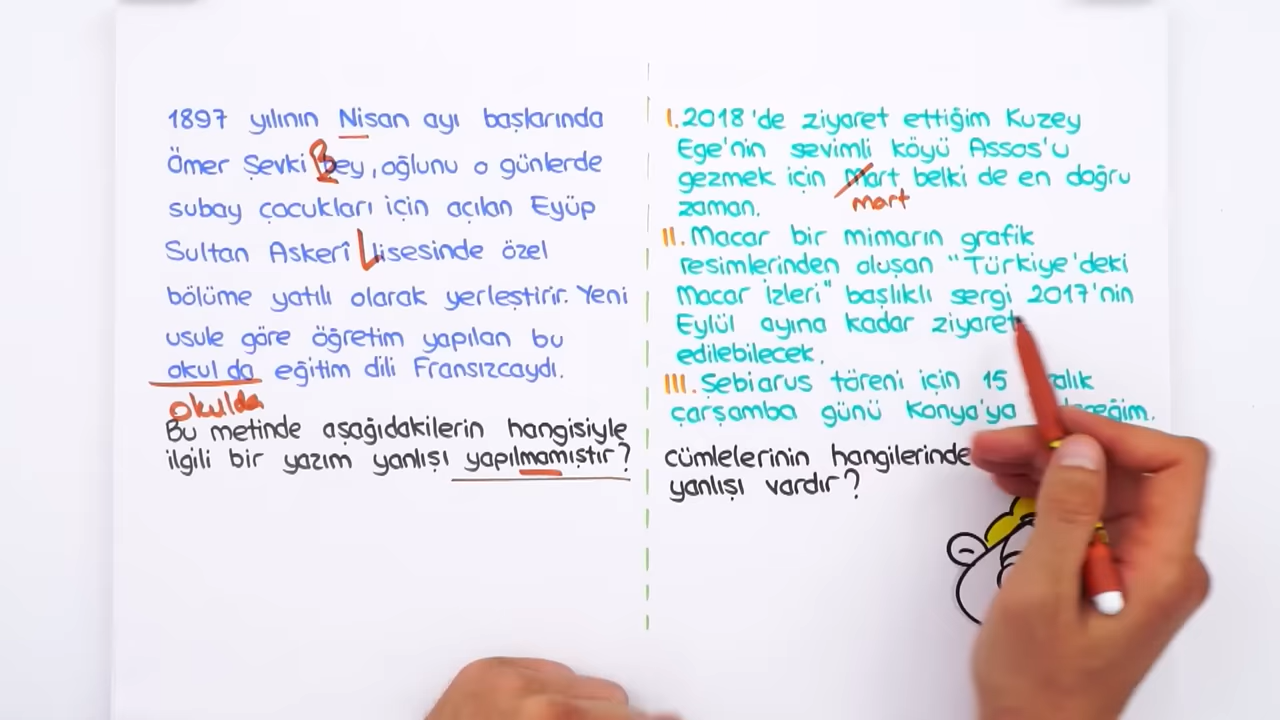 1897 yılının Nisan ayı başlarında
Ömer Şevki Bey, oğlunu o günlerde
subay çocukları için açılan Eyüp
Sultan Askerî Lisesinde özel
bölüme yatılı olarak yerleştirir. Yeni
usule göre öğretim yapılan bu
okul da eğitim dili Fransızcaydı.
okulda
Bu metinde aşağıdakilerin hangisiyle
ilgili bir yazım yanlışı yapılmamıştır?
I. 2018'de ziyaret ettiğim Kuzey
Ege'nin sevimli köyü Assos'u
gezmek için Mart belki de en doğru
mart
zaman.
II. Macar bir mimarın grafik
resimlerinden oluşan "Türkiye'deki
Macar İzleri" başlıklı sergi 2017'nin
Eylül ayına kadar ziyaret
edilebilecek.
III. Şebiarus töreni için 15
çarşamba günü Konya'ya
cümlelerinin hangilerinde
yanlışı vardır?